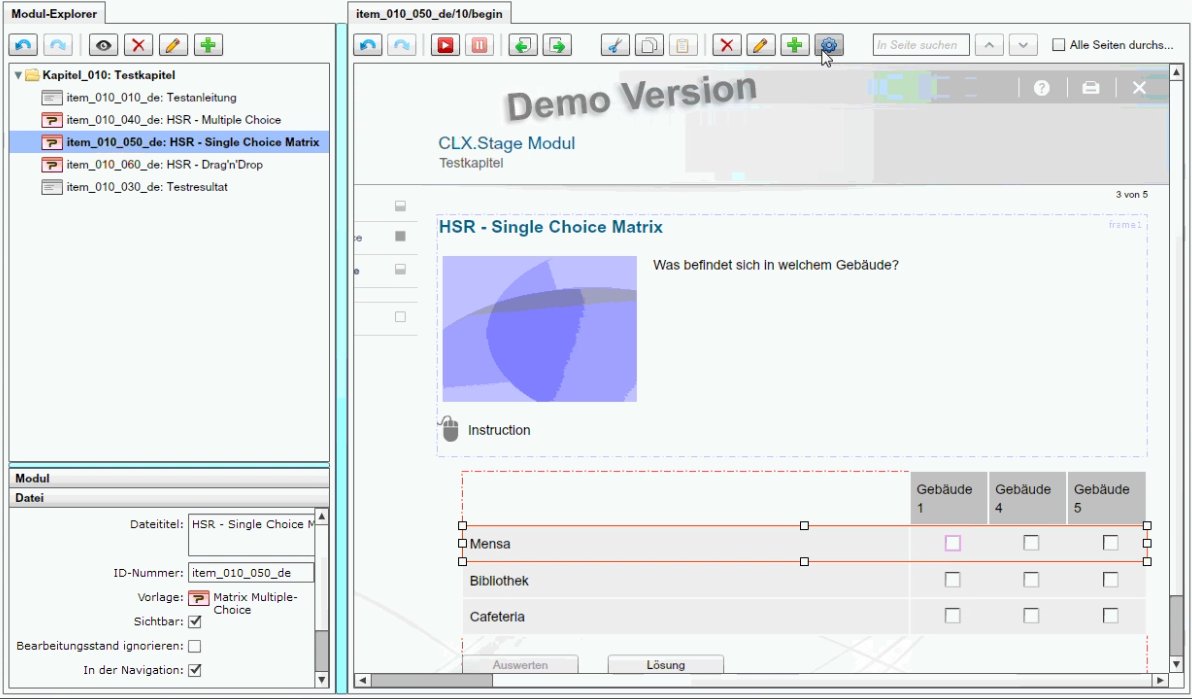 Modul-Explorer
item_010_050_de/10/begin
In Seite suchen
Alle Seiten durchs...
Kapitel_010: Testkapitel
item_010_010_de: Testanleitung
item_010_040_de: HSR - Multiple Choice
item_010_050_de: HSR - Single Choice Matrix
item_010_060_de: HSR - Drag'n'Drop
item_010_030_de: Testresultat
Modul
Datei
Dateititel: HSR - Single Choice M
ID-Nummer: item_010_050_de
Vorlage: Matrix Multiple-
Choice
Sichtbar:
Bearbeitungsstand ignorieren:
In der Navigation:
Demo Version
CLX.Stage Modul
Testkapitel
3 von 5
HSR - Single Choice Matrix
frame1
Was befindet sich in welchem Gebäude?
Instruction
Gebäude 1
Gebäude 4
Gebäude 5
Mensa
Bibliothek
Cafeteria
Auswerten
Lösung